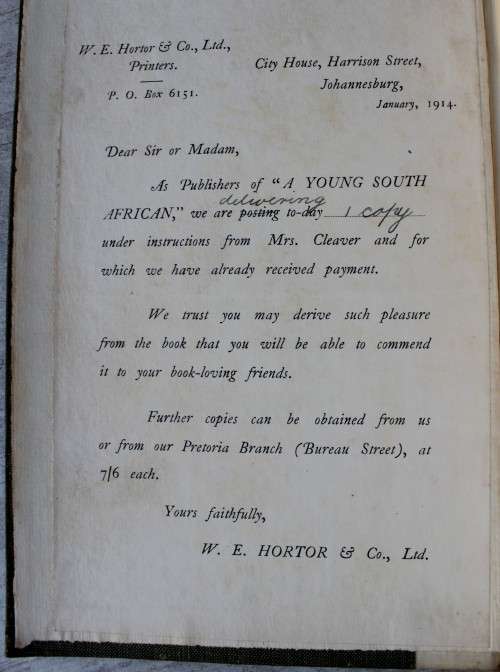 W. E. Hortor & Co., Ltd.,
Printers.
P. O. Box 6151.
City House, Harrison Street,
Johannesburg,
January, 1914.
Dear Sir or Madam,
As Publishers of "A YOUNG SOUTH
delivering
AFRICAN," we are posting to-day 1 copy
under instructions from Mrs. Cleaver and for
which we have already received payment.
We trust you may derive such pleasure
from the book that you will be able to commend
it to your book-loving friends.
Further copies can be obtained from us
or from our Pretoria Branch (Bureau Street), at
7/6 each.
Yours faithfully,
W. E. HORTOR & Co., Ltd.